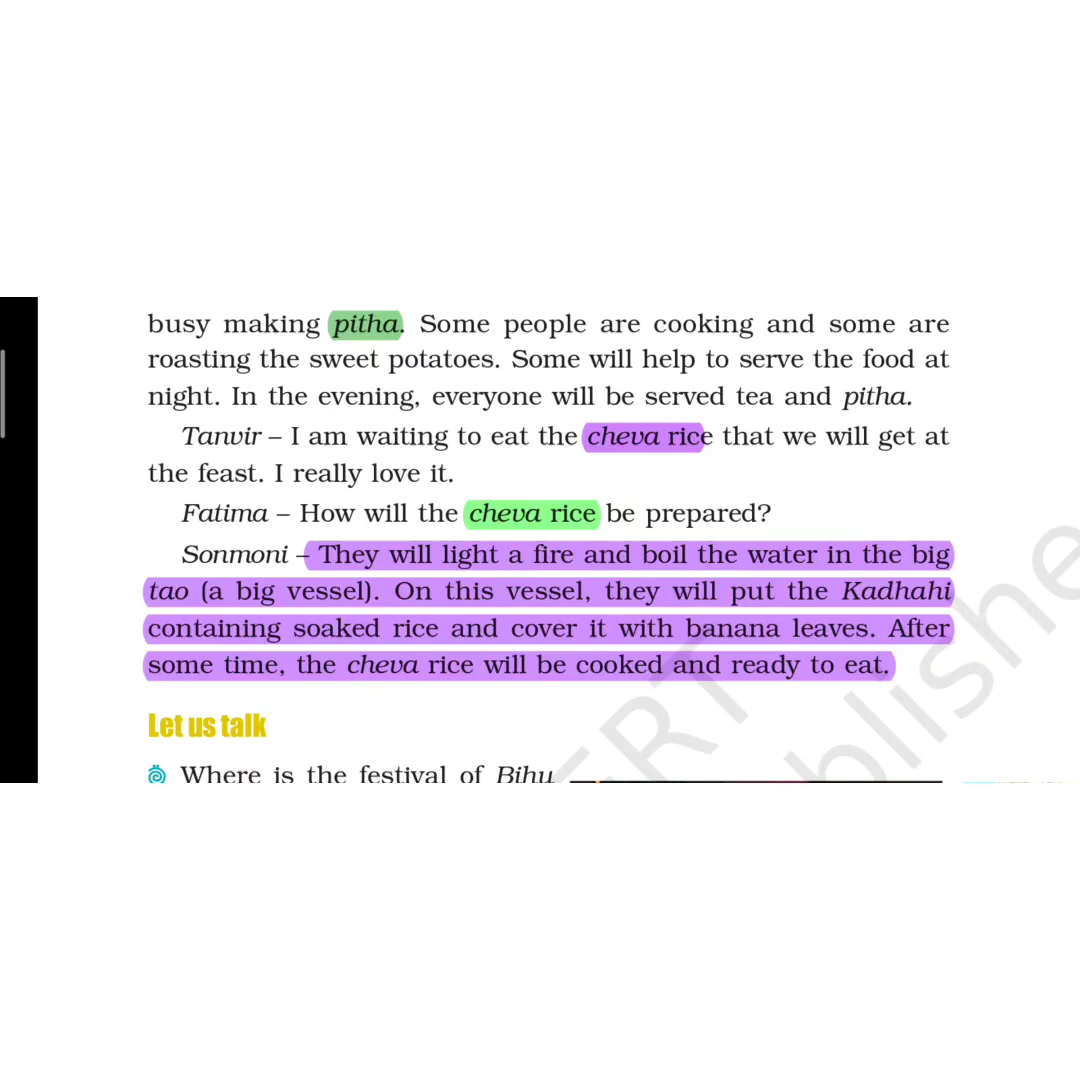 busy making pitha. Some people are cooking and some are
roasting the sweet potatoes. Some will help to serve the food at
night. In the evening, everyone will be served tea and pitha.
Tanvir – I am waiting to eat the cheva rice that we will get at
the feast. I really love it.
Fatima – How will the cheva rice be prepared?
Sonmoni – They will light a fire and boil the water in the big
tao (a big vessel). On this vessel, they will put the Kadhahi
containing soaked rice and cover it with banana leaves. After
some time, the cheva rice will be cooked and ready to eat.
Let us talk
Where is the festival of Bihu